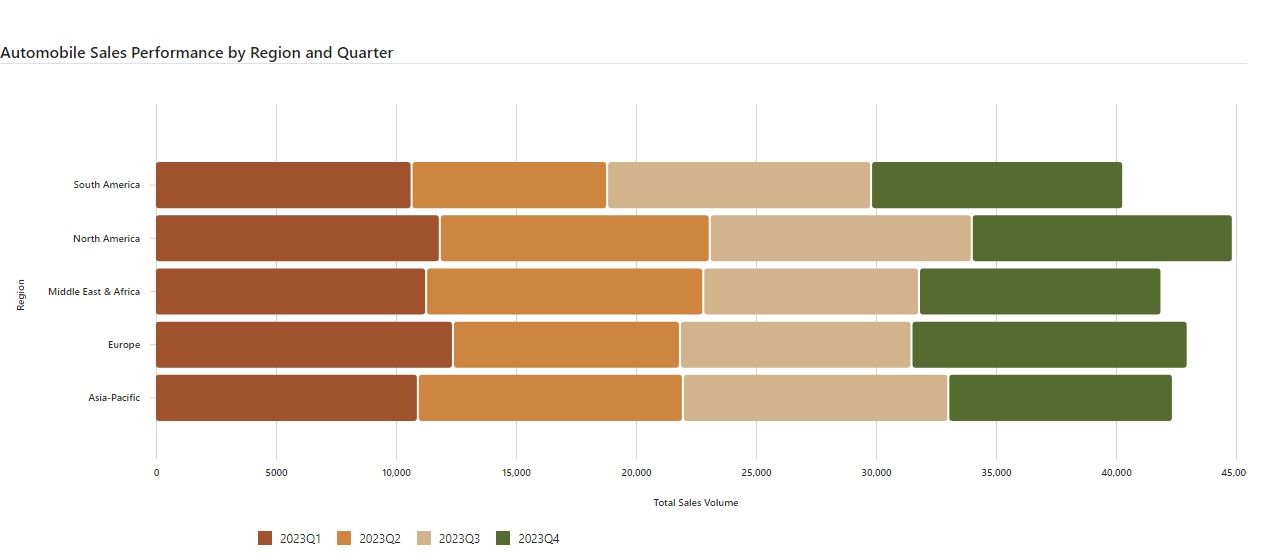 Automobile Sales Performance by Region and Quarter
South America
North America
Middle East & Africa
Europe
Asia-Pacific
Region
0 5000 10,000 15,000 20,000 25,000 30,000 35,000 40,000 45,00
Total Sales Volume
2023Q1 2023Q2 2023Q3 2023Q4